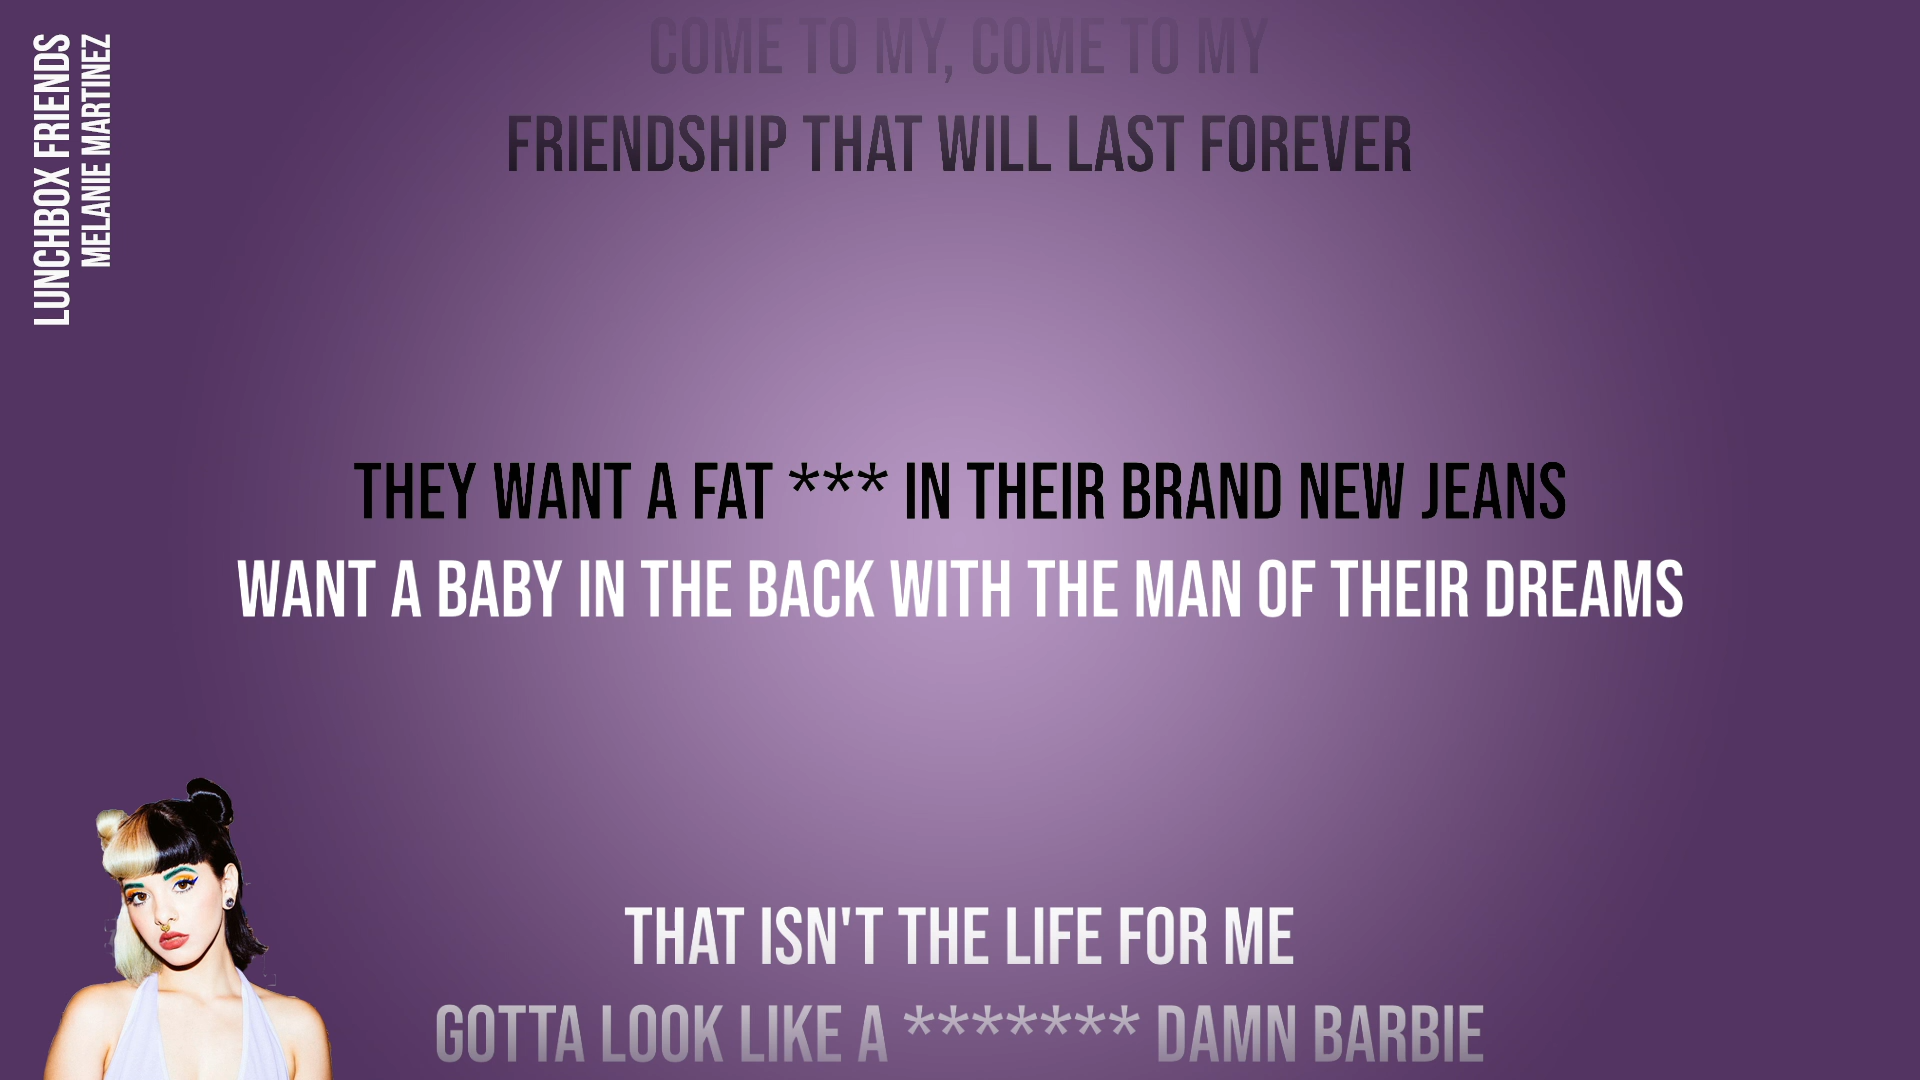 LUNCHBOX FRIENDS
MELANIE MARTINEZ
COME TO MY, COME TO MY
FRIENDSHIP THAT WILL LAST FOREVER
THEY WANT A FAT *** IN THEIR BRAND NEW JEANS
WANT A BABY IN THE BACK WITH THE MAN OF THEIR DREAMS
THAT ISN'T THE LIFE FOR ME
GOTTA LOOK LIKE A ******* DAMN BARBIE